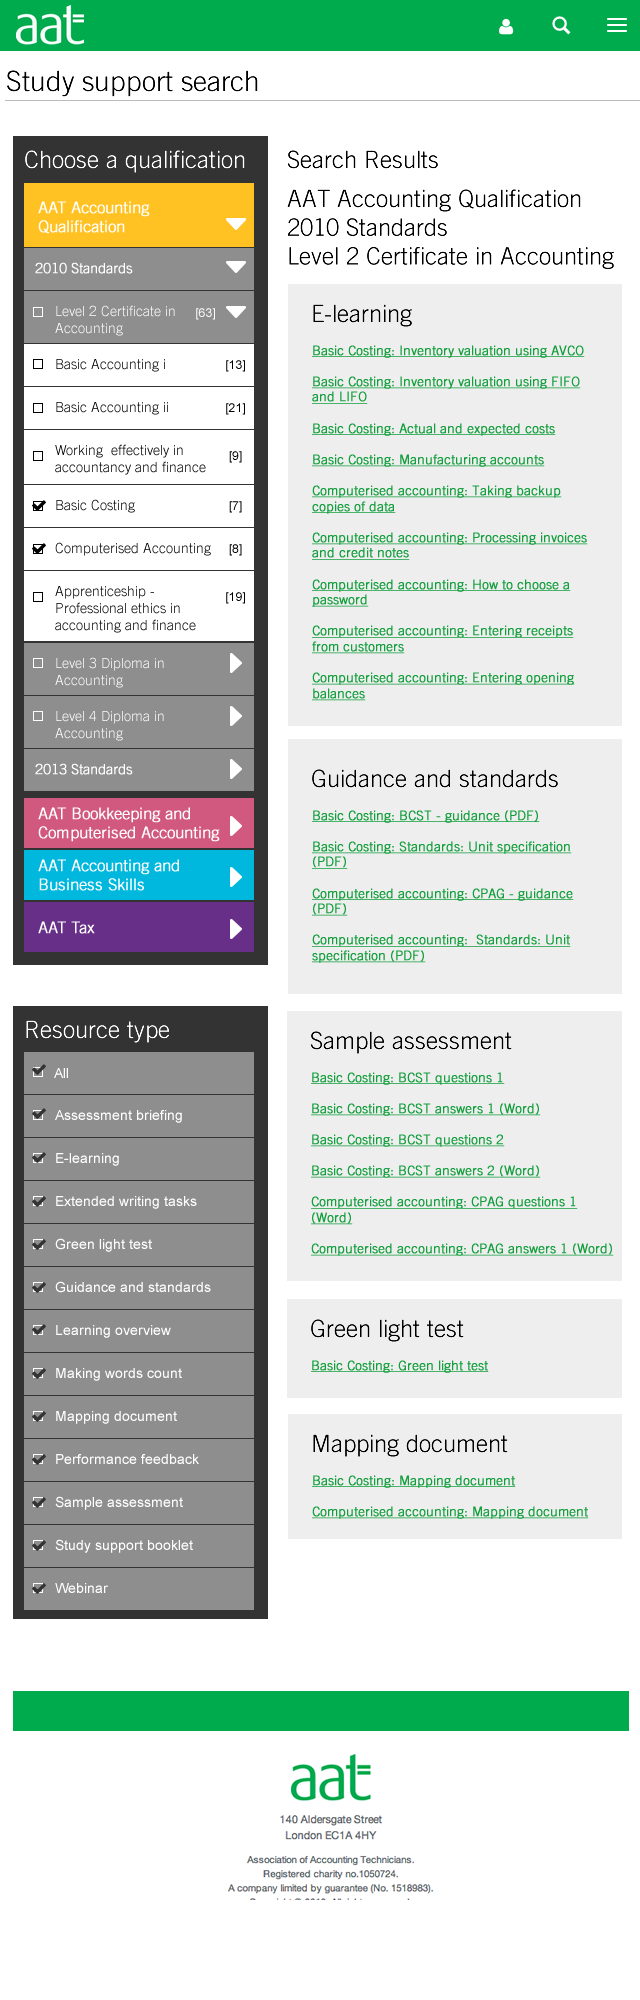 aat
Study support search
Choose a qualification
AAT Accounting
Qualification
2010 Standards
Level 2 Certificate in
Accounting
[63]
Basic Accounting i [13]
Basic Accounting ii [21]
Working  effectively in
accountancy and finance
[9]
Basic Costing [7]
Computerised Accounting [8]
Apprenticeship -
Professional ethics in
accounting and finance
[19]
Level 3 Diploma in
Accounting
Level 4 Diploma in
Accounting
2013 Standards
AAT Bookkeeping and
Computerised Accounting
AAT Accounting and
Business Skills
AAT Tax
Resource type
All
Assessment briefing
E-learning
Extended writing tasks
Green light test
Guidance and standards
Learning overview
Making words count
Mapping document
Performance feedback
Sample assessment
Study support booklet
Webinar
Search Results
AAT Accounting Qualification
2010 Standards
Level 2 Certificate in Accounting
E-learning
Basic Costing: Inventory valuation using AVCO
Basic Costing: Inventory valuation using FIFO
and LIFO
Basic Costing: Actual and expected costs
Basic Costing: Manufacturing accounts
Computerised accounting: Taking backup
copies of data
Computerised accounting: Processing invoices
and credit notes
Computerised accounting: How to choose a
password
Computerised accounting: Entering receipts
from customers
Computerised accounting: Entering opening
balances
Guidance and standards
Basic Costing: BCST - guidance (PDF)
Basic Costing: Standards: Unit specification
(PDF)
Computerised accounting: CPAG - guidance
(PDF)
Computerised accounting:  Standards: Unit
specification (PDF)
Sample assessment
Basic Costing: BCST questions 1
Basic Costing: BCST answers 1 (Word)
Basic Costing: BCST questions 2
Basic Costing: BCST answers 2 (Word)
Computerised accounting: CPAG questions 1
(Word)
Computerised accounting: CPAG answers 1 (Word)
Green light test
Basic Costing: Green light test
Mapping document
Basic Costing: Mapping document
Computerised accounting: Mapping document
aat
140 Aldersgate Street
London EC1A 4HY
Association of Accounting Technicians.
Registered charity no.1050724.
A company limited by guarantee (No. 1518983).